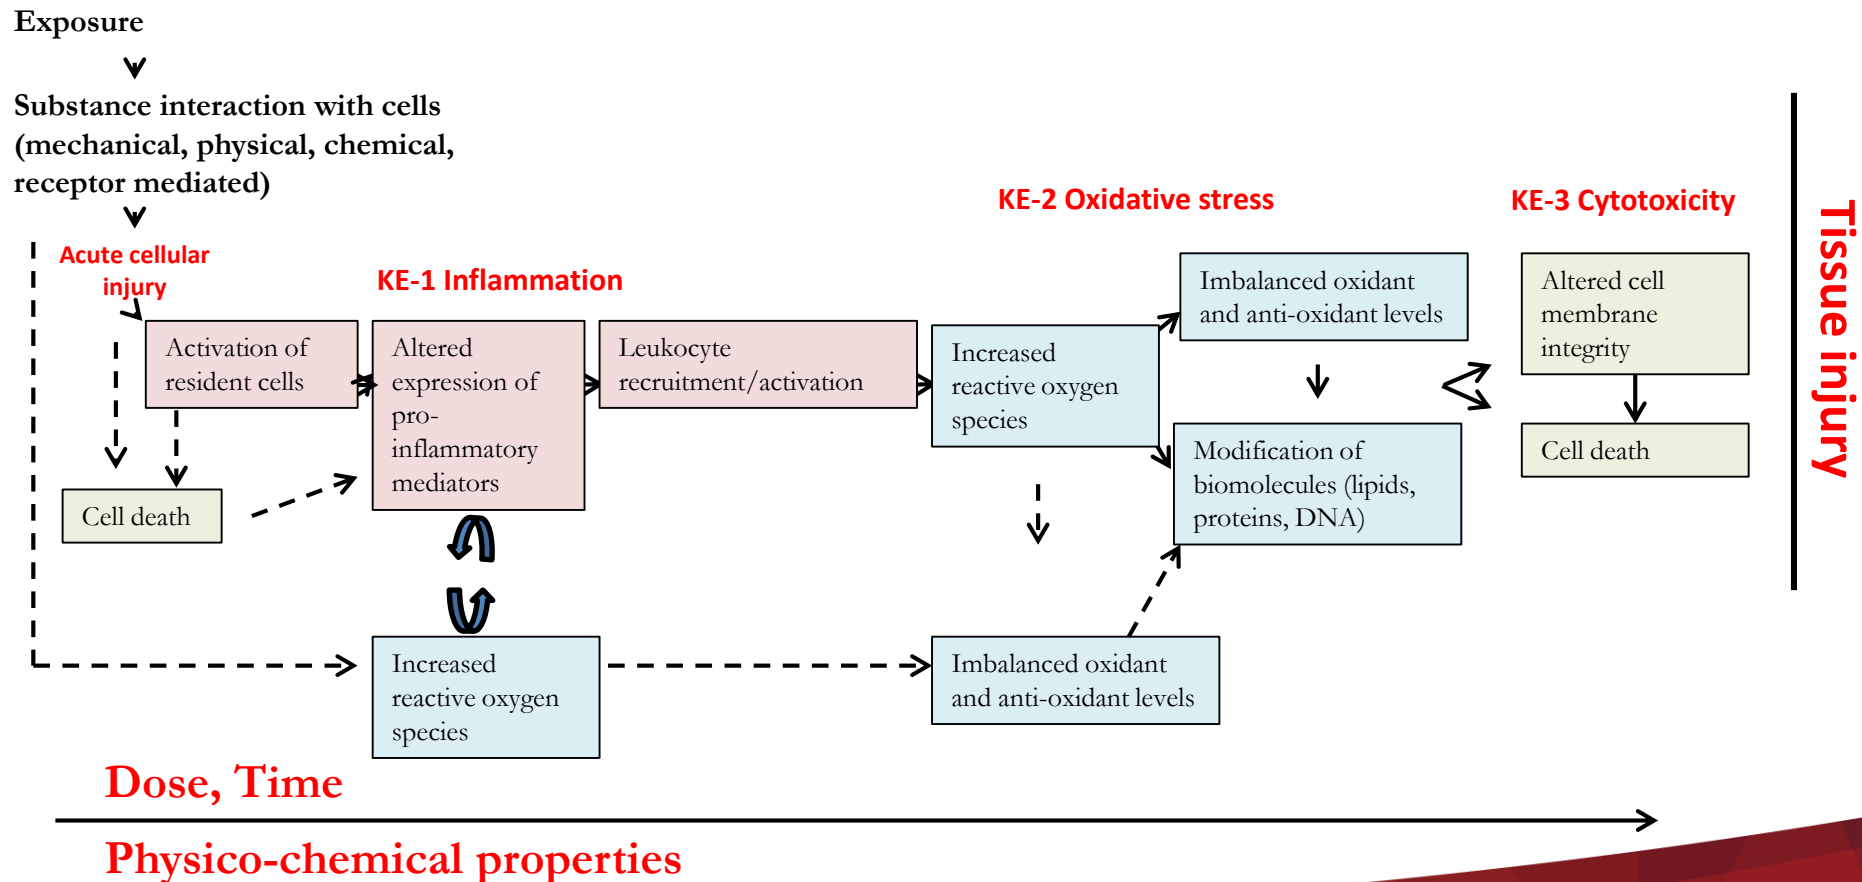 Exposure
Substance interaction with cells
(mechanical, physical, chemical,
receptor mediated)
Acute cellular
injury
KE-1 Inflammation
KE-2 Oxidative stress
KE-3 Cytotoxicity
Tissue injury
Activation of
resident cells
Altered
expression of
pro-
inflammatory
mediators
Leukocyte
recruitment/activation
Increased
reactive oxygen
species
Imbalanced oxidant
and anti-oxidant levels
Modification of
biomolecules (lipids,
proteins, DNA)
Altered cell
membrane
integrity
Cell death
Cell death
Increased
reactive oxygen
species
Imbalanced oxidant
and anti-oxidant levels
Dose, Time
Physico-chemical properties